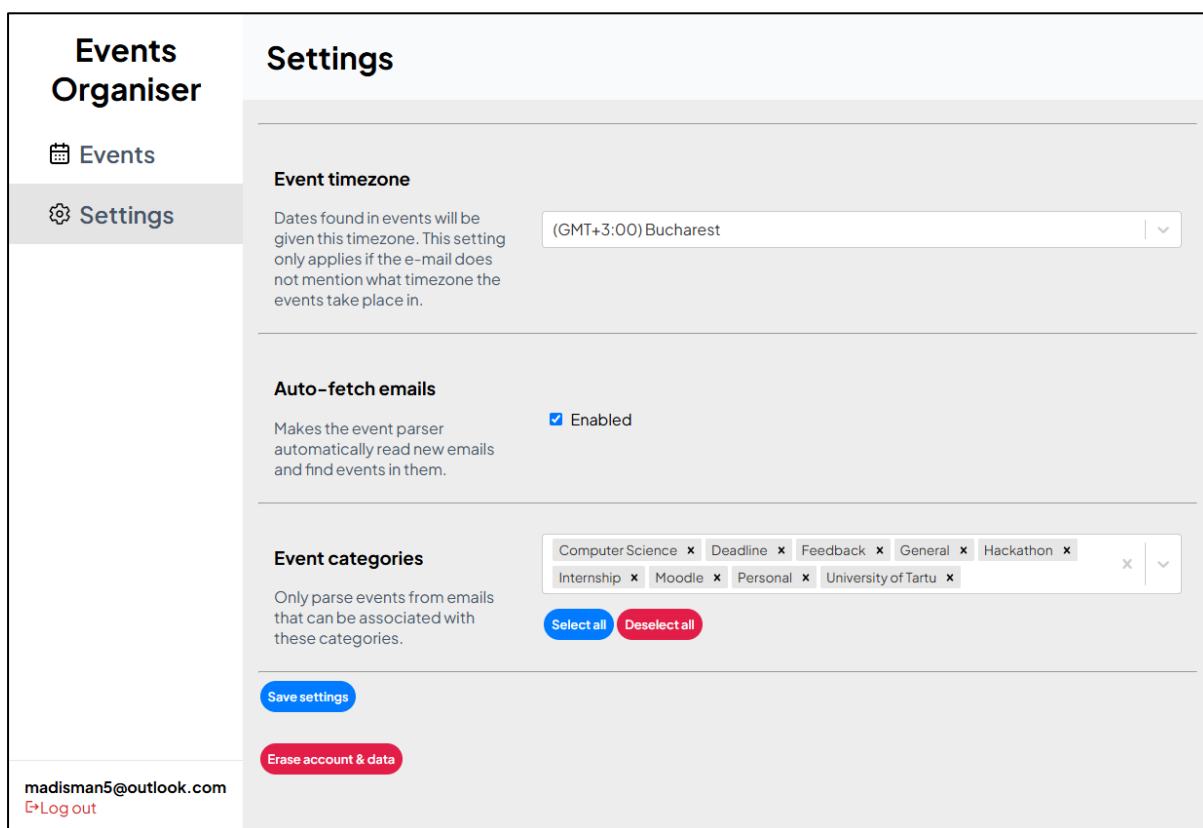 Events
Organiser
Events
Settings
madisman5@outlook.com
Log out
Settings
Event timezone
Dates found in events will be
given this timezone. This setting
only applies if the e-mail does
not mention what timezone the
events take place in.
(GMT+3:00) Bucharest
Auto-fetch emails
Makes the event parser
automatically read new emails
and find events in them.
Enabled
Event categories
Only parse events from emails
that can be associated with
these categories.
Computer Science x Deadline x Feedback x General x Hackathon x
Internship x Moodle x Personal x University of Tartu x
Select all Deselect all
Save settings
Erase account & data